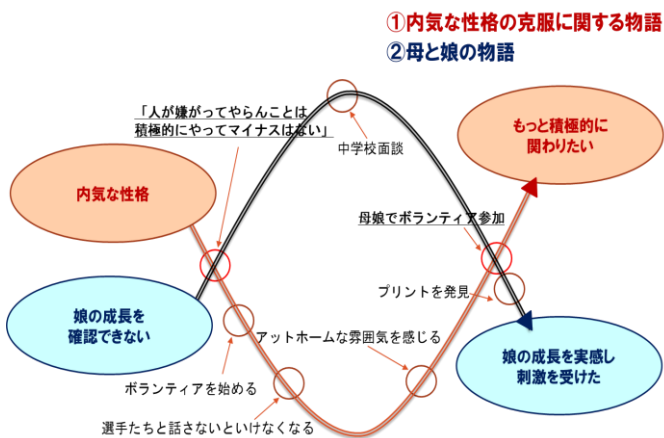 ①内気な性格の克服に関する物語
②母と娘の物語
「人が嫌がってやらんことは
積極的にやってマイナスはない」
中学校面談
もっと積極的に
関わりたい
内気な性格
母娘でボランティア参加
プリントを発見
娘の成長を
確認できない
アットホームな雰囲気を感じる
娘の成長を実感し
刺激を受けた
ボランティアを始める
選手たちと話さないといけなくなる